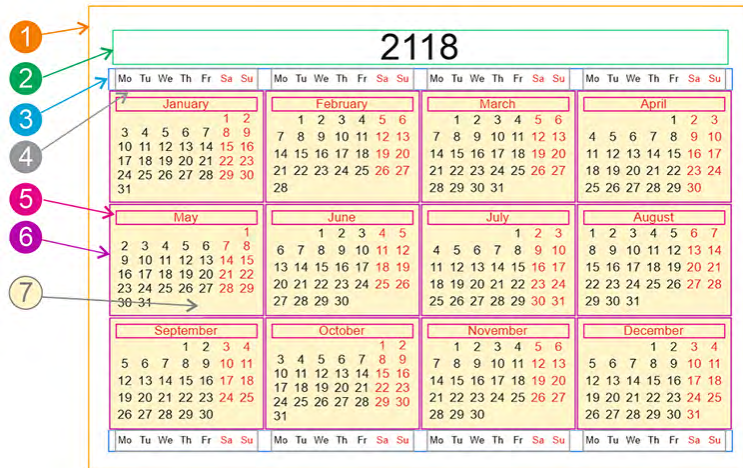 1
2
3
4
5
6
7
2118
Mo Tu We Th Fr Sa Su
Mo Tu We Th Fr Sa Su
Mo Tu We Th Fr Sa Su
Mo Tu We Th Fr Sa Su
January
1 2
3 4 5 6 7 8 9
10 11 12 13 14 15 16
17 18 19 20 21 22 23
24 25 26 27 28 29 30
31
February
1 2 3 4 5 6
7 8 9 10 11 12 13
14 15 16 17 18 19 20
21 22 23 24 25 26 27
28
March
1 2 3 4 5 6
7 8 9 10 11 12 13
14 15 16 17 18 19 20
21 22 23 24 25 26 27
28 29 30 31
April
1 2 3
4 5 6 7 8 9 10
11 12 13 14 15 16 17
18 19 20 21 22 23 24
25 26 27 28 29 30
May
1
2 3 4 5 6 7 8
9 10 11 12 13 14 15
16 17 18 19 20 21 22
23 24 25 26 27 28 29
30 31
June
1 2 3 4 5
6 7 8 9 10 11 12
13 14 15 16 17 18 19
20 21 22 23 24 25 26
27 28 29 30
July
1 2 3
4 5 6 7 8 9 10
11 12 13 14 15 16 17
18 19 20 21 22 23 24
25 26 27 28 29 30 31
August
1 2 3 4 5 6 7
8 9 10 11 12 13 14
15 16 17 18 19 20 21
22 23 24 25 26 27 28
29 30 31
September
1 2 3 4
5 6 7 8 9 10 11
12 13 14 15 16 17 18
19 20 21 22 23 24 25
26 27 28 29 30
October
1 2
3 4 5 6 7 8 9
10 11 12 13 14 15 16
17 18 19 20 21 22 23
24 25 26 27 28 29 30
31
November
1 2 3 4 5 6
7 8 9 10 11 12 13
14 15 16 17 18 19 20
21 22 23 24 25 26 27
28 29 30
December
1 2 3 4
5 6 7 8 9 10 11
12 13 14 15 16 17 18
19 20 21 22 23 24 25
26 27 28 29 30 31
Mo Tu We Th Fr Sa Su
Mo Tu We Th Fr Sa Su
Mo Tu We Th Fr Sa Su
Mo Tu We Th Fr Sa Su